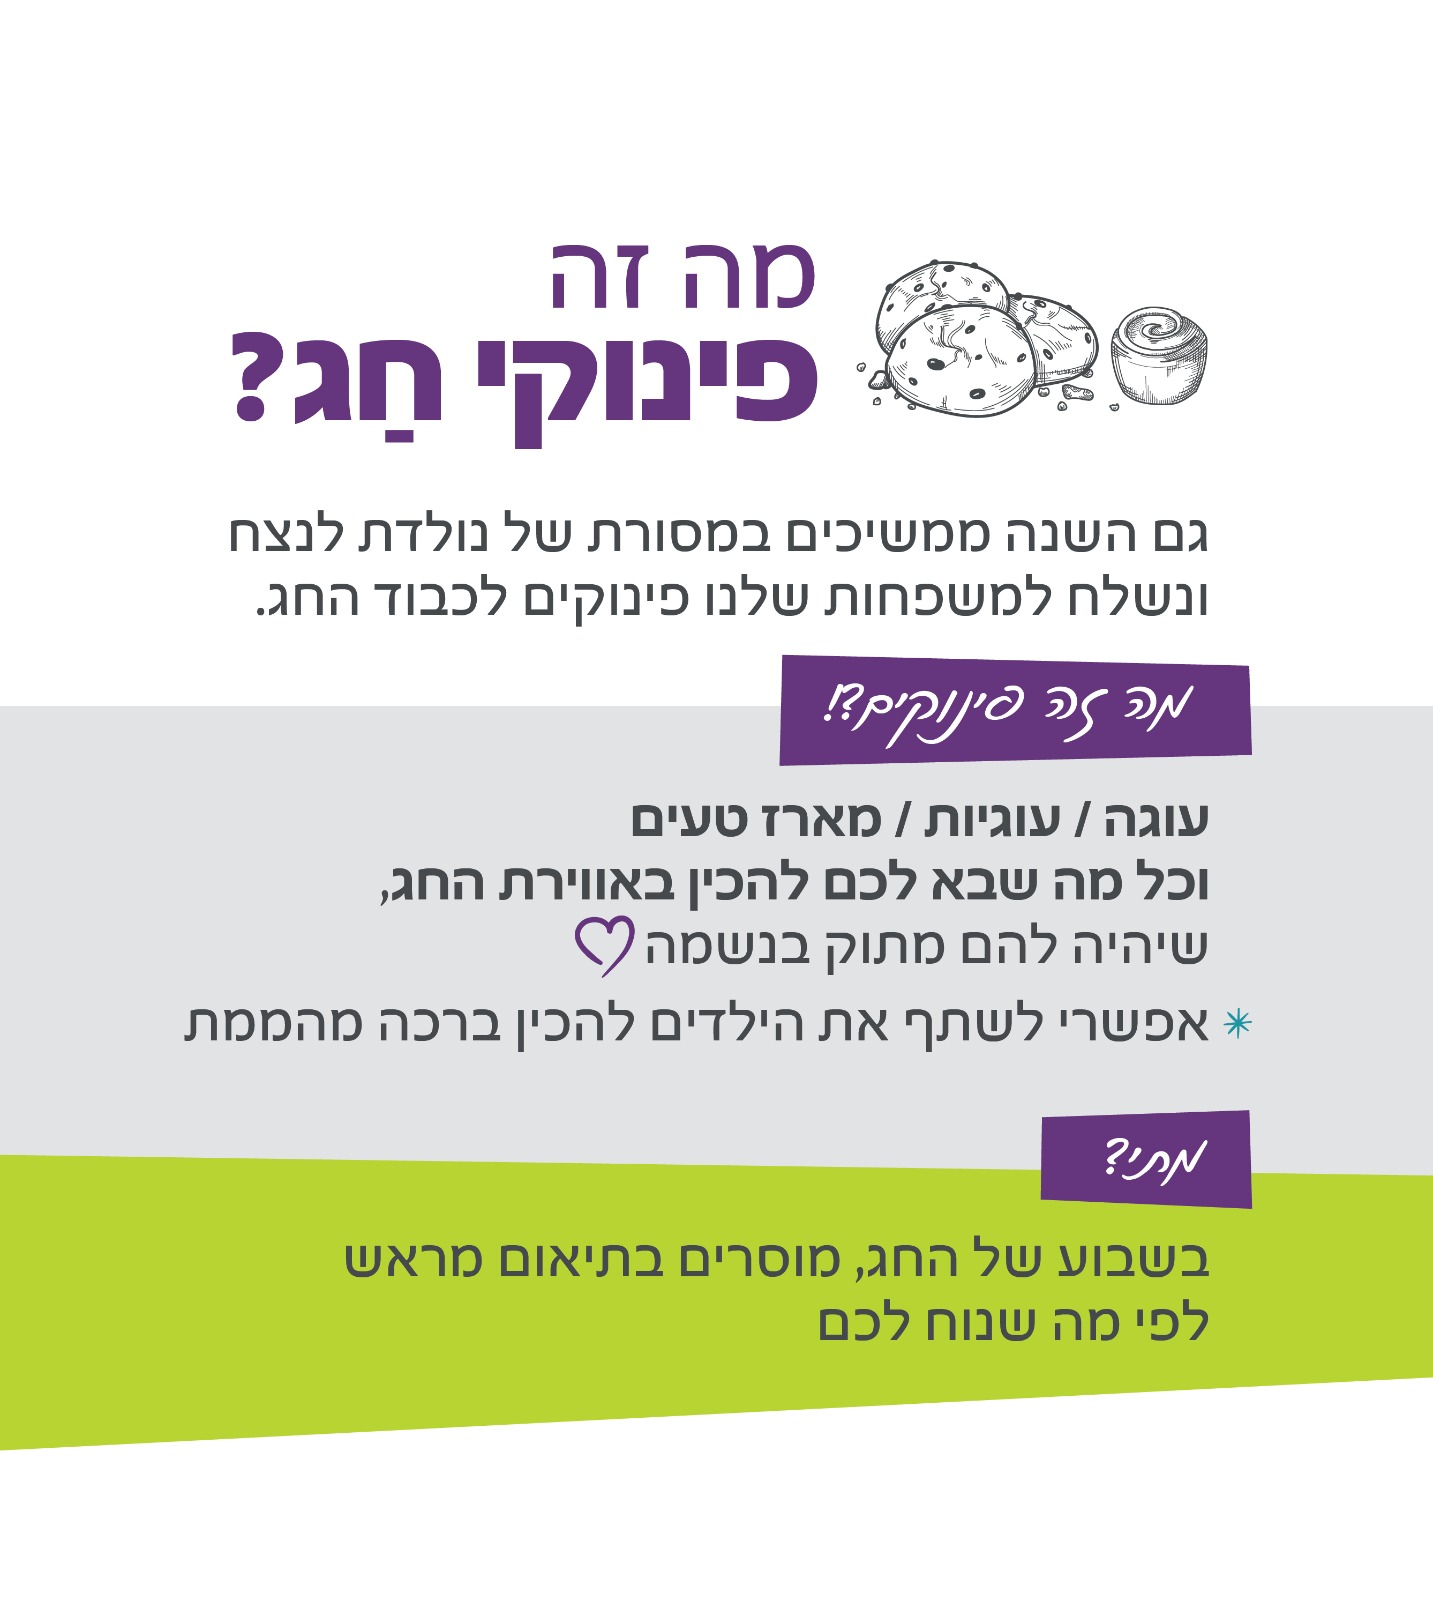 מה זה
פינוקי חַג?
גם השנה ממשיכים במסורת של נולדת לנצח
ונשלח למשפחות שלנו פינוקים לכבוד החג.
מה זה פינוקים?!
עוגה / עוגיות / מארז טעים
וכל מה שבא לכם להכין באווירת החג,
שיהיה להם מתוק בנשמה
* אפשרי לשתף את הילדים להכין ברכה מהממת
מתי?
בשבוע של החג, מוסרים בתיאום מראש
לפי מה שנוח לכם